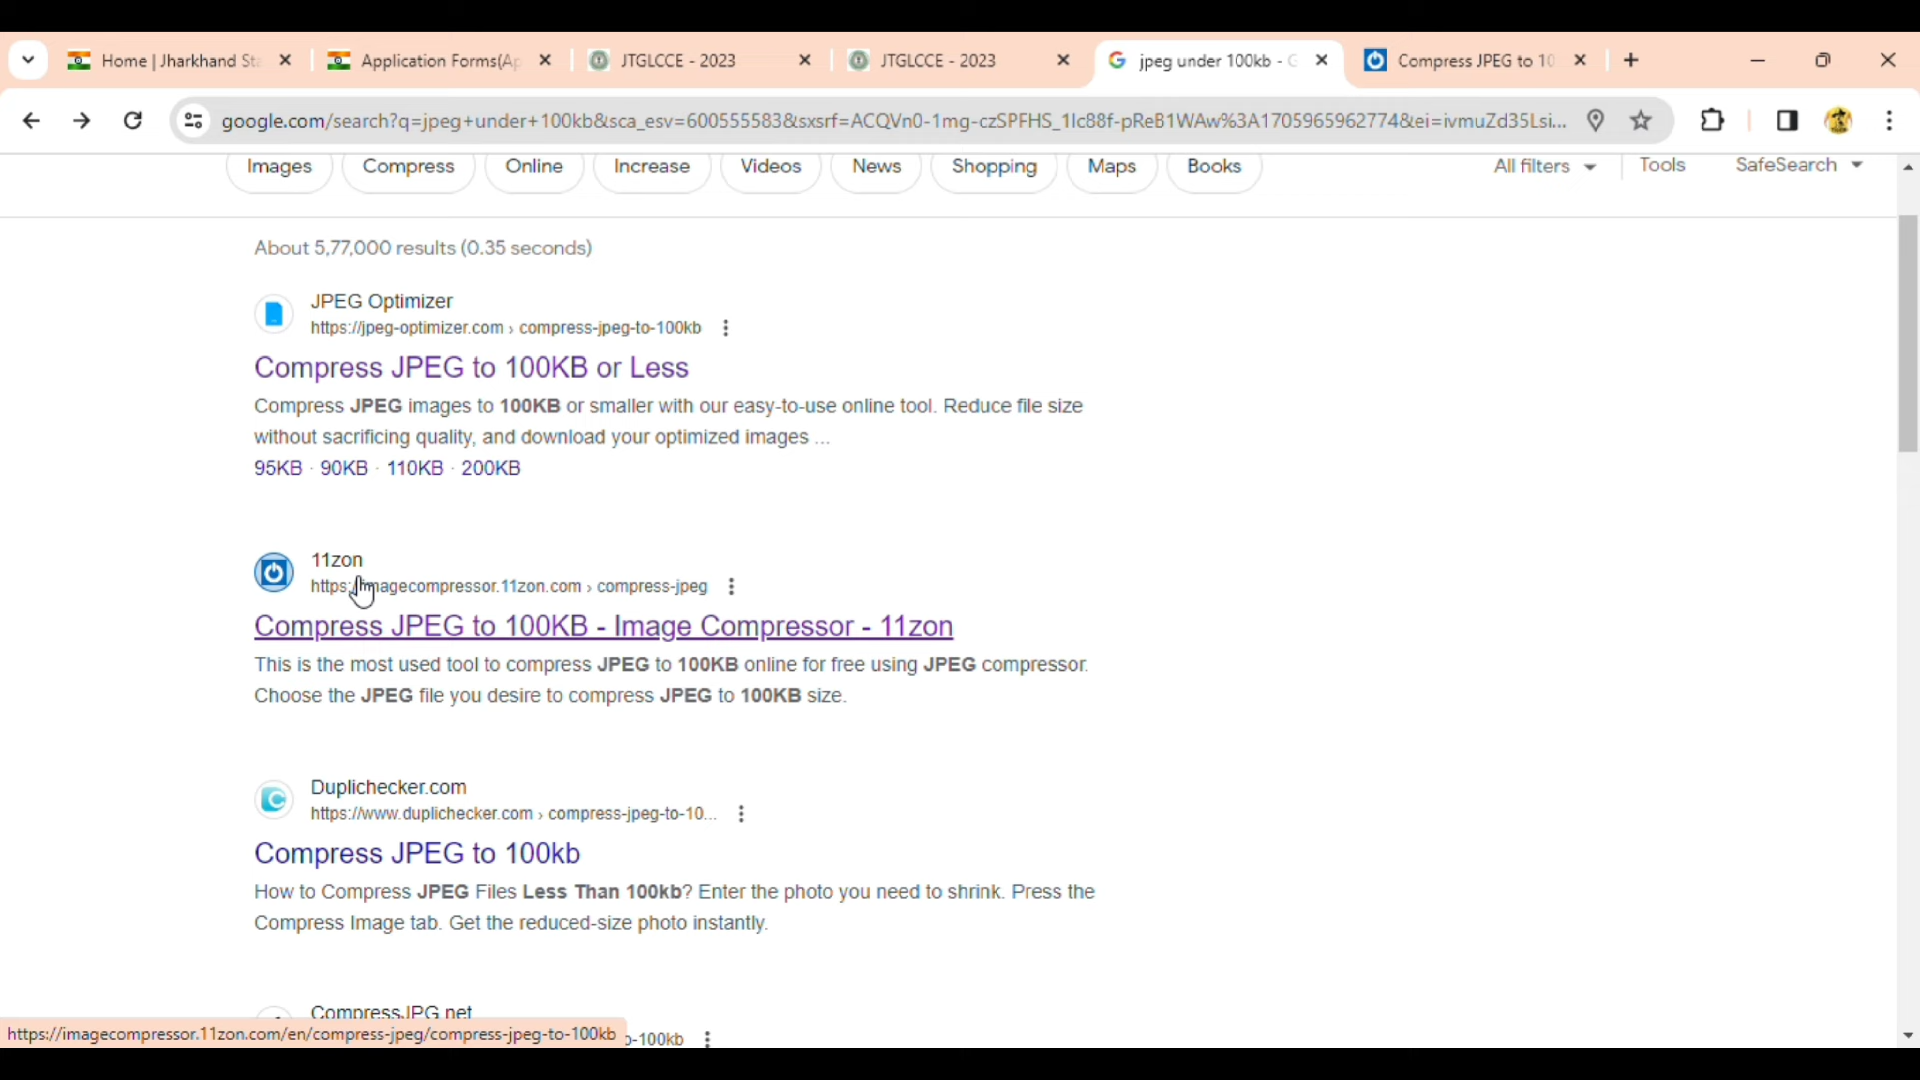 Home | Jharkhand St
Application Forms(Ap
JTGLCCE - 2023
JTGLCCE - 2023
jpeg under 100kb - G
Compress JPEG to 10
google.com/search?q=jpeg+under+100kb&sca_esv=600555583&sxsrf=ACQVn0-1mg-czSPFHS_1lc88f-pReB1WAw%3A1705965962774&ei=ivmuZd35Lsi...
Images
Compress
Online
Increase
Videos
News
Shopping
Maps
Books
All filters
Tools
SafeSearch
About 5,77,000 results (0.35 seconds)
JPEG Optimizer
https://jpeg-optimizer.com › compress-jpeg-to-100kb
Compress JPEG to 100KB or Less
Compress JPEG images to 100KB or smaller with our easy-to-use online tool. Reduce file size
without sacrificing quality, and download your optimized images ...
95KB · 90KB · 110KB · 200KB
11zon
https://imagecompressor.11zon.com › compress-jpeg
Compress JPEG to 100KB - Image Compressor - 11zon
This is the most used tool to compress JPEG to 100KB online for free using JPEG compressor.
Choose the JPEG file you desire to compress JPEG to 100KB size.
Duplichecker.com
https://www.duplichecker.com › compress-jpeg-to-10...
Compress JPEG to 100kb
How to Compress JPEG Files Less Than 100kb? Enter the photo you need to shrink. Press the
Compress Image tab. Get the reduced-size photo instantly.
CompressJPG.net
https://imagecompressor.11zon.com/en/compress-jpeg/compress-jpeg-to-100kb
o-100kb